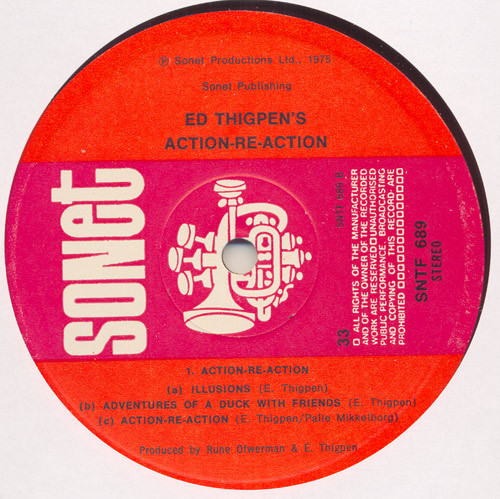 ℗ Sonet Productions Ltd., 1975
Sonet Publishing
ED THIGPEN'S
ACTION-RE-ACTION
sonet
SNTF 689 B
33
□ ALL RIGHTS OF THE MANUFACTURER
AND OF THE OWNER OF THE RECORDED
WORK ARE RESERVED □ UNAUTHORISED
PUBLIC PERFORMANCE, BROADCASTING
AND COPYING OF THIS RECORD ARE
PROHIBITED □□□□□□□□□□□□
SNTF 689
STEREO
1. ACTION-RE-ACTION
(a) ILLUSIONS (E. Thigpen)
(b) ADVENTURES OF A DUCK WITH FRIENDS (E. Thigpen)
(c) ACTION-RE-ACTION (E. Thigpen/Palle Mikkelborg)
Produced by Rune Ofwerman & E. Thigpen